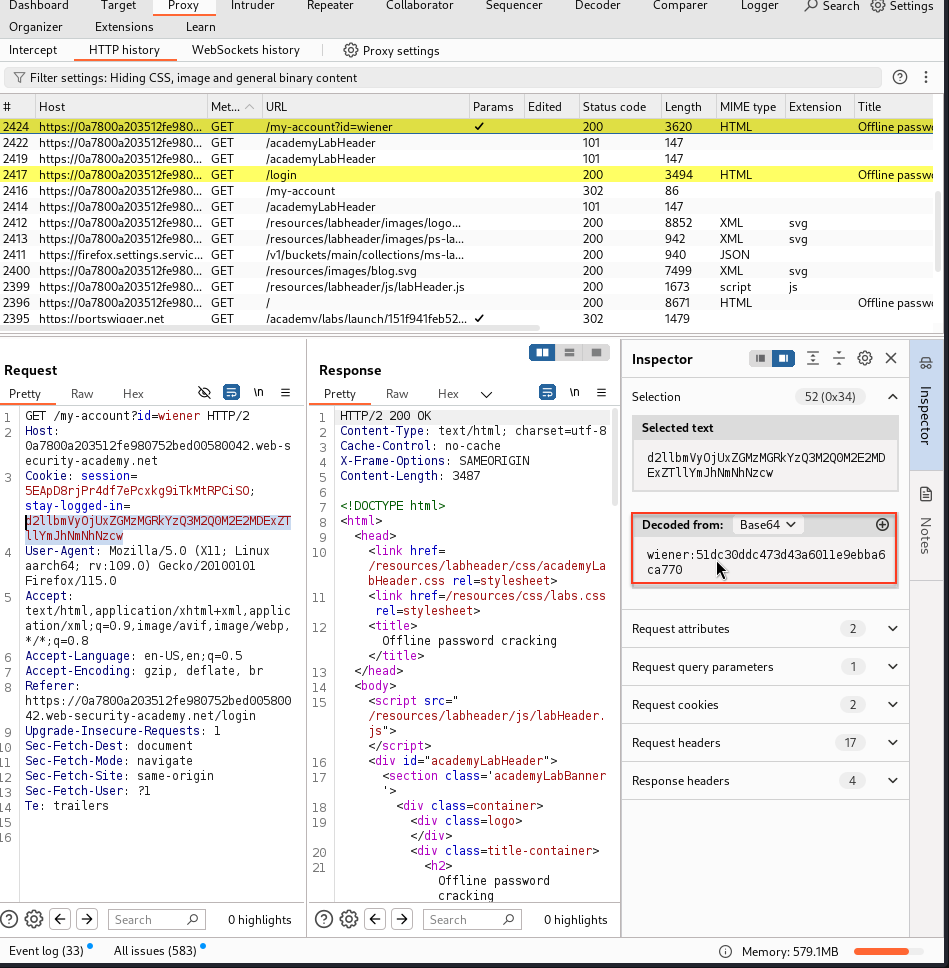 Dashboard Target Proxy Intruder Repeater Collaborator Sequencer Decoder Comparer Logger Search Settings
Organizer Extensions Learn
Intercept HTTP history WebSockets history Proxy settings
Filter settings: Hiding CSS, image and general binary content
# Host Met... URL Params Edited Status code Length MIME type Extension Title
2424 https://0a7800a203512fe980... GET /my-account?id=wiener ✓ 200 3620 HTML Offline passw
2422 https://0a7800a203512fe980... GET /academyLabHeader 101 147
2419 https://0a7800a203512fe980... GET /academyLabHeader 101 147
2417 https://0a7800a203512fe980... GET /login 200 3494 HTML Offline passw
2416 https://0a7800a203512fe980... GET /my-account 302 86
2414 https://0a7800a203512fe980... GET /academyLabHeader 101 147
2412 https://0a7800a203512fe980... GET /resources/labheader/images/logo... 200 8852 XML svg
2413 https://0a7800a203512fe980... GET /resources/labheader/images/ps-la... 200 942 XML svg
2411 https://firefox.settings.servic... GET /v1/buckets/main/collections/ms-la... 200 940 JSON
2400 https://0a7800a203512fe980... GET /resources/images/blog.svg 200 7499 XML svg
2399 https://0a7800a203512fe980... GET /resources/labheader/js/labHeader.js 200 1673 script js
2396 https://0a7800a203512fe980... GET / 200 8671 HTML Offline passw
2395 https://portswigger.net GET /academy/labs/launch/151f941feb52... ✓ 302 1479
Request
Pretty Raw Hex \n
1 GET /my-account?id=wiener HTTP/2
2 Host:
0a7800a203512fe980752bed00580042.web-s
ecurity-academy.net
3 Cookie: session=
5EApD8rjPr4df7ePcxkg9iTkMtRPCiSO;
stay-logged-in=
d2llbmVyOjUxZGMzMGRkYzQ3M2Q0M2E2MDExZT
llYmJhNmNhNzcw
4 User-Agent: Mozilla/5.0 (X11; Linux
aarch64; rv:109.0) Gecko/20100101
Firefox/115.0
5 Accept:
text/html,application/xhtml+xml,applic
ation/xml;q=0.9,image/avif,image/webp,
*/*;q=0.8
6 Accept-Language: en-US,en;q=0.5
7 Accept-Encoding: gzip, deflate, br
8 Referer:
https://0a7800a203512fe980752bed005800
42.web-security-academy.net/login
9 Upgrade-Insecure-Requests: 1
10 Sec-Fetch-Dest: document
11 Sec-Fetch-Mode: navigate
12 Sec-Fetch-Site: same-origin
13 Sec-Fetch-User: ?1
14 Te: trailers
15
16
Search 0 highlights
Response
Pretty Raw Hex \n
1 HTTP/2 200 OK
2 Content-Type: text/html; charset=utf-8
3 Cache-Control: no-cache
4 X-Frame-Options: SAMEORIGIN
5 Content-Length: 3487
6
7 <!DOCTYPE html>
8 <html>
9 <head>
10 <link href=
/resources/labheader/css/academyLa
bHeader.css rel=stylesheet>
11 <link href=/resources/css/labs.css
rel=stylesheet>
12 <title>
Offline password cracking
</title>
13 </head>
14 <body>
15 <script src="
/resources/labheader/js/labHeader.
js">
</script>
16 <div id="academyLabHeader">
17 <section class='academyLabBanner
'>
18 <div class=container>
19 <div class=logo>
</div>
20 <div class=title-container>
21 <h2>
Offline password
cracking
Search 0 highlights
Inspector
Selection 52 (0x34)
Selected text
d2llbmVyOjUxZGMzMGRkYzQ3M2Q0M2E2MD
ExZTllYmJhNmNhNzcw
Decoded from: Base64
wiener:51dc30ddc473d43a6011e9ebba6
ca770
Request attributes 2
Request query parameters 1
Request cookies 2
Request headers 17
Response headers 4
Inspector
Notes
Event log (33) All issues (583) Memory: 579.1MB